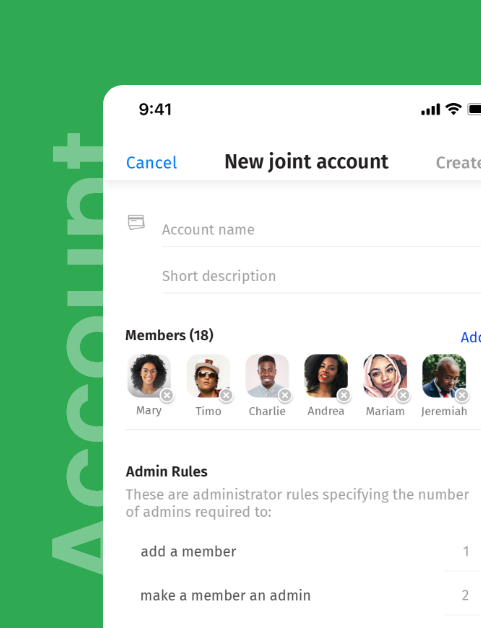 Account
9:41
Cancel New joint account Create
Account name
Short description
Members (18) Add
Mary Timo Charlie Andrea Mariam Jeremiah
Admin Rules
These are administrator rules specifying the number
of admins required to:
add a member 1
make a member an admin 2